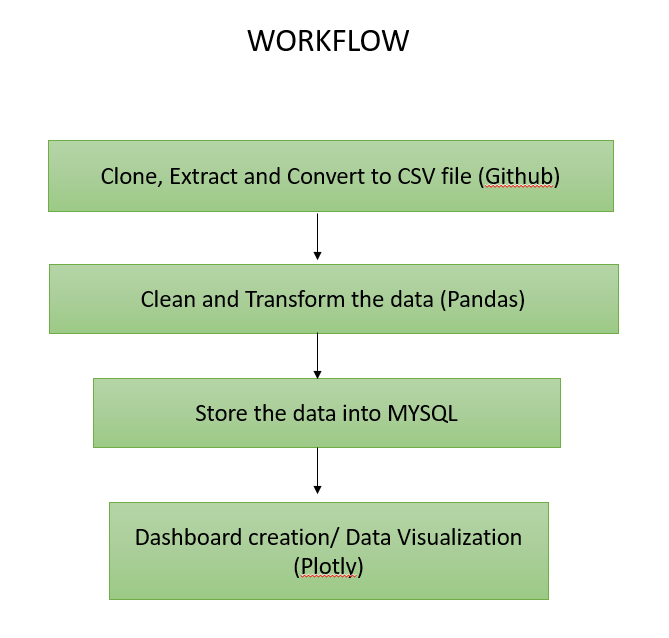 WORKFLOW
Clone, Extract and Convert to CSV file (Github)
Clean and Transform the data (Pandas)
Store the data into MYSQL
Dashboard creation/ Data Visualization
(Plotly)